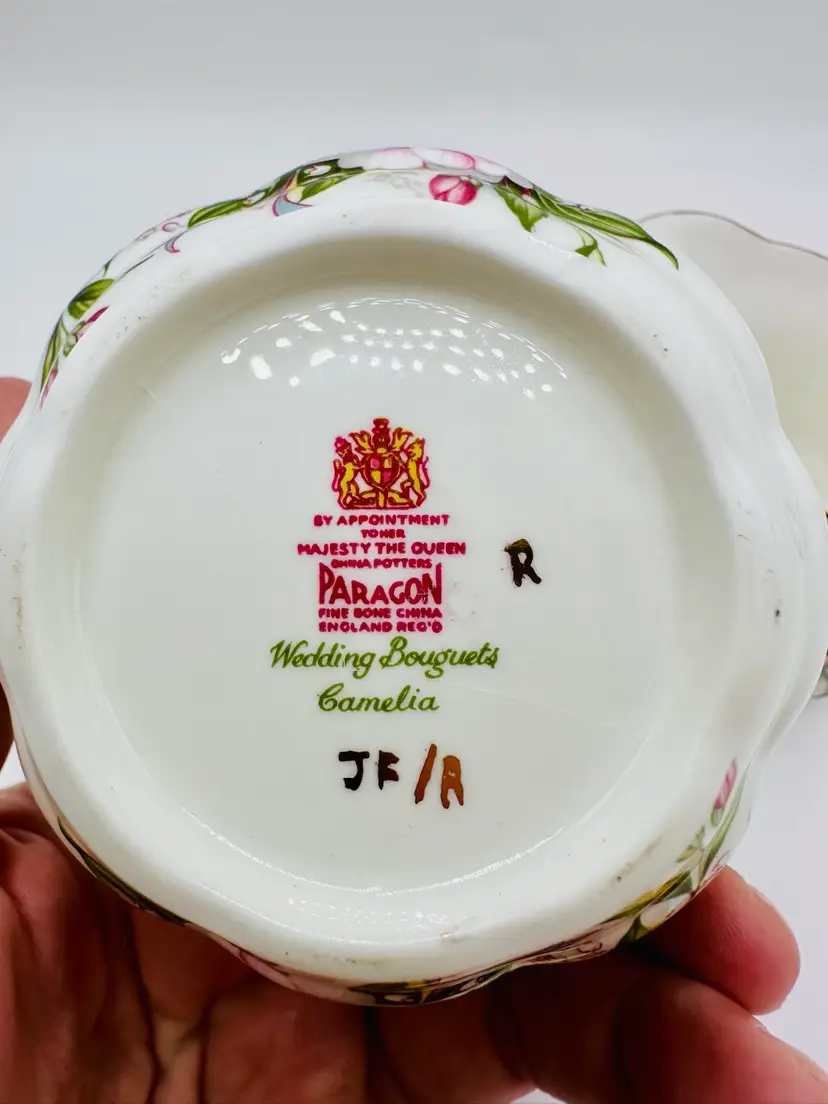 BY APPOINTMENT
TO HER
MAJESTY THE QUEEN
CHINA POTTERS
PARAGON
FINE BONE CHINA
ENGLAND REG'D
R
Wedding Bouquets
Camelia
JF/A